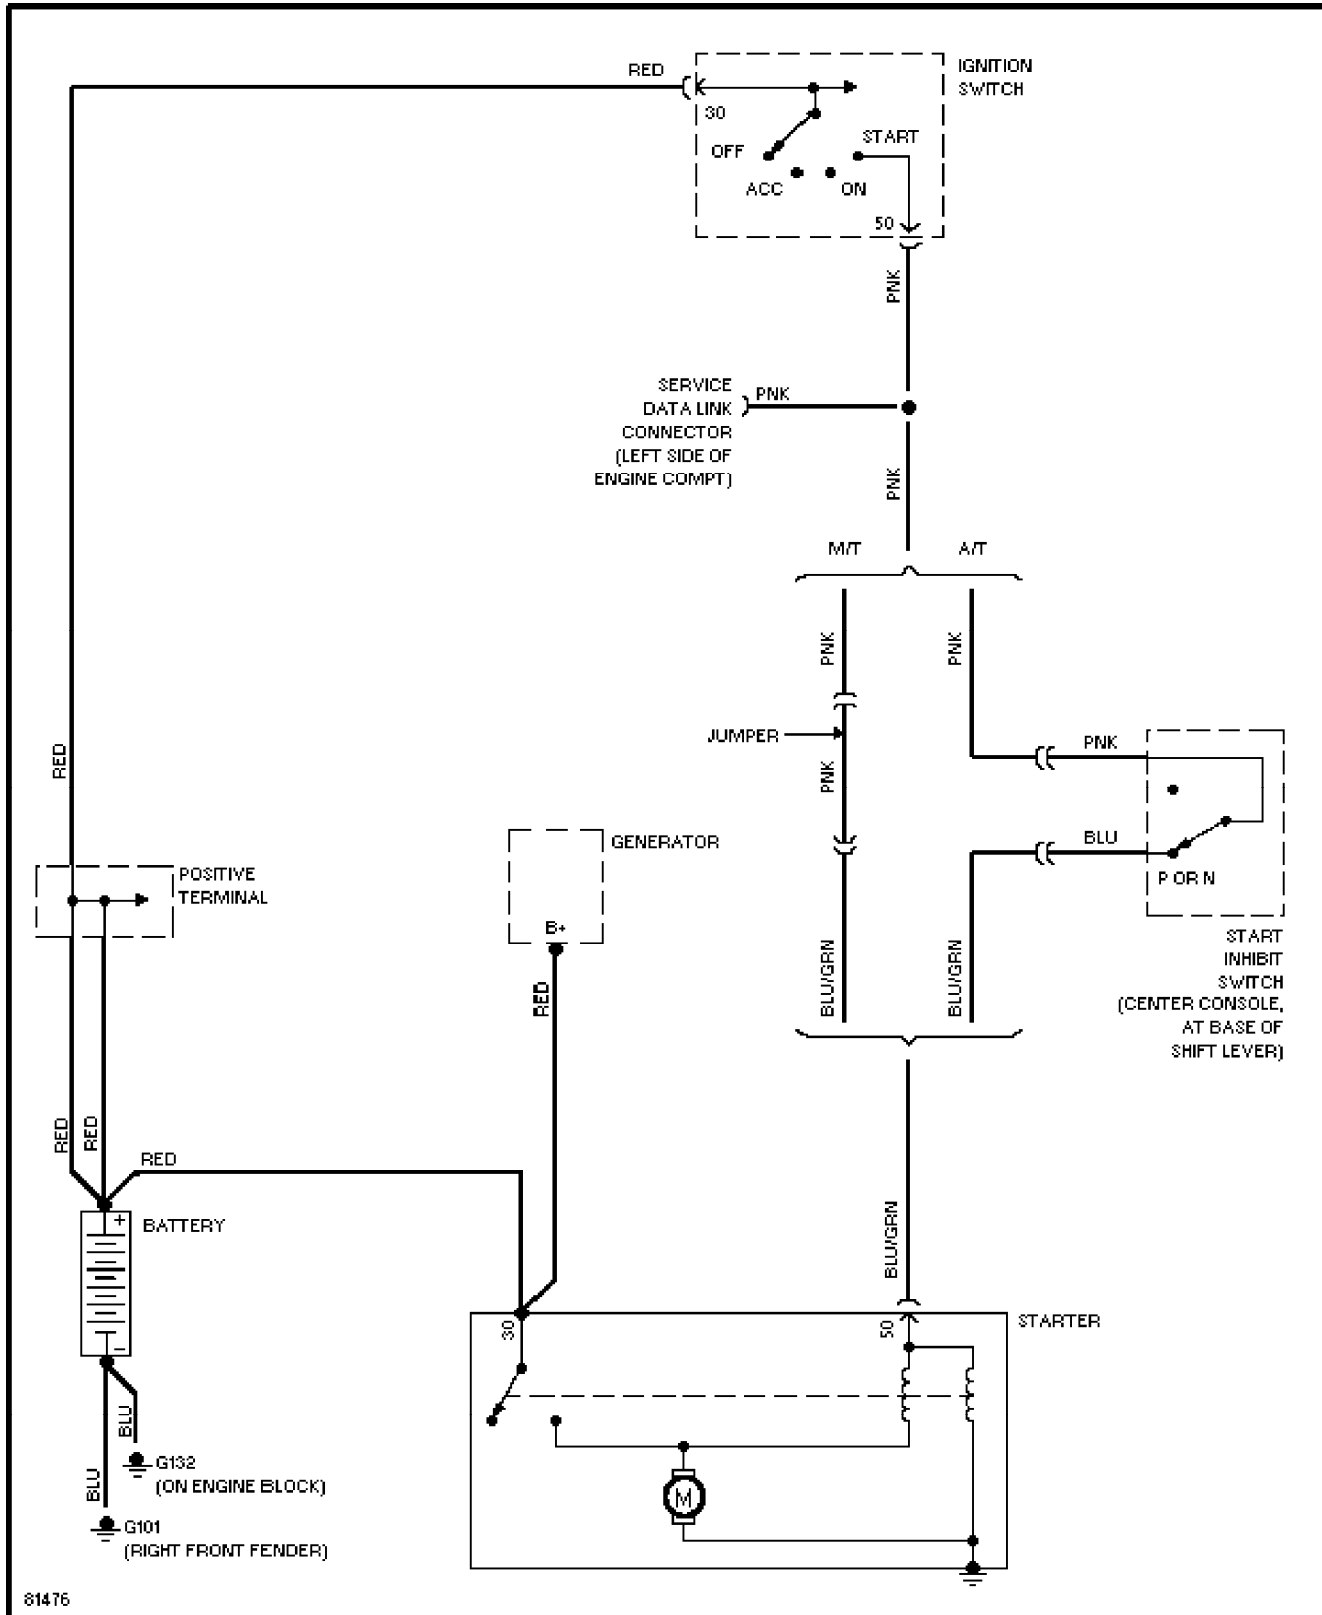 RED
IGNITION
SWITCH
30
START
OFF
ACC
ON
50
PNK
SERVICE
DATA LINK
CONNECTOR
(LEFT SIDE OF
ENGINE COMPT)
PNK
PNK
M/T
A/T
PNK
PNK
JUMPER
PNK
PNK
BLU
P OR N
START
INHIBIT
SWITCH
(CENTER CONSOLE,
AT BASE OF
SHIFT LEVER)
RED
POSITIVE
TERMINAL
GENERATOR
B+
RED
BLU/GRN
BLU/GRN
RED
RED
RED
BATTERY
+
-
BLU/GRN
30
50
STARTER
M
BLU
BLU
G132
(ON ENGINE BLOCK)
G101
(RIGHT FRONT FENDER)
81476